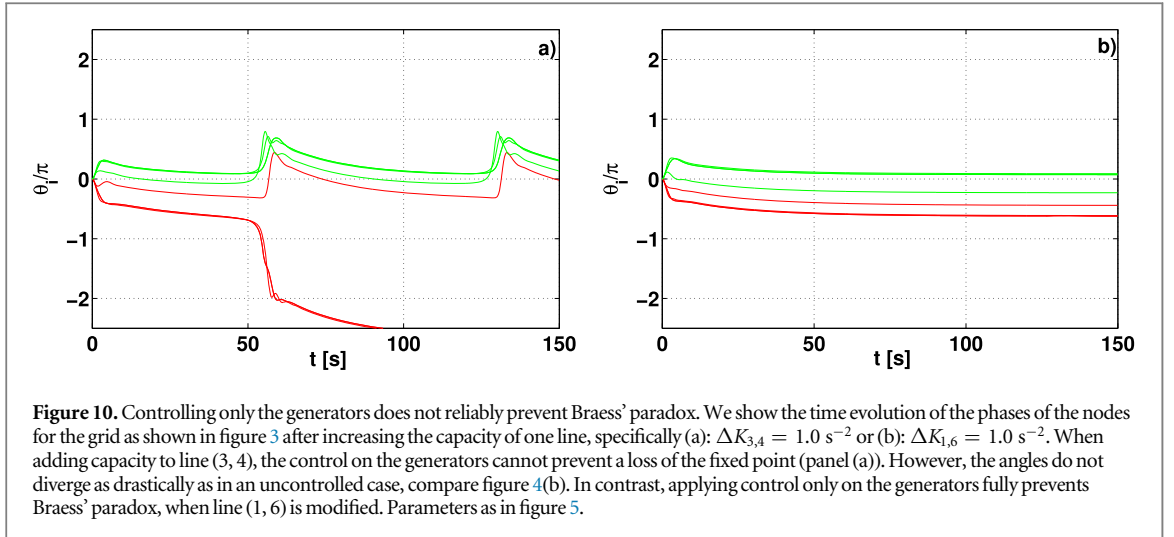 a)
2
1
0
−1
−2
θi/π
0
50
100
150
t [s]
b)
2
1
0
−1
−2
θi/π
0
50
100
150
t [s]
Figure 10. Controlling only the generators does not reliably prevent Braess' paradox. We show the time evolution of the phases of the nodes
for the grid as shown in figure 3 after increasing the capacity of one line, specifically (a): ΔK3,4 = 1.0 s−2 or (b): ΔK1,6 = 1.0 s−2. When
adding capacity to line (3, 4), the control on the generators cannot prevent a loss of the fixed point (panel (a)). However, the angles do not
diverge as drastically as in an uncontrolled case, compare figure 4(b). In contrast, applying control only on the generators fully prevents
Braess' paradox, when line (1, 6) is modified. Parameters as in figure 5.